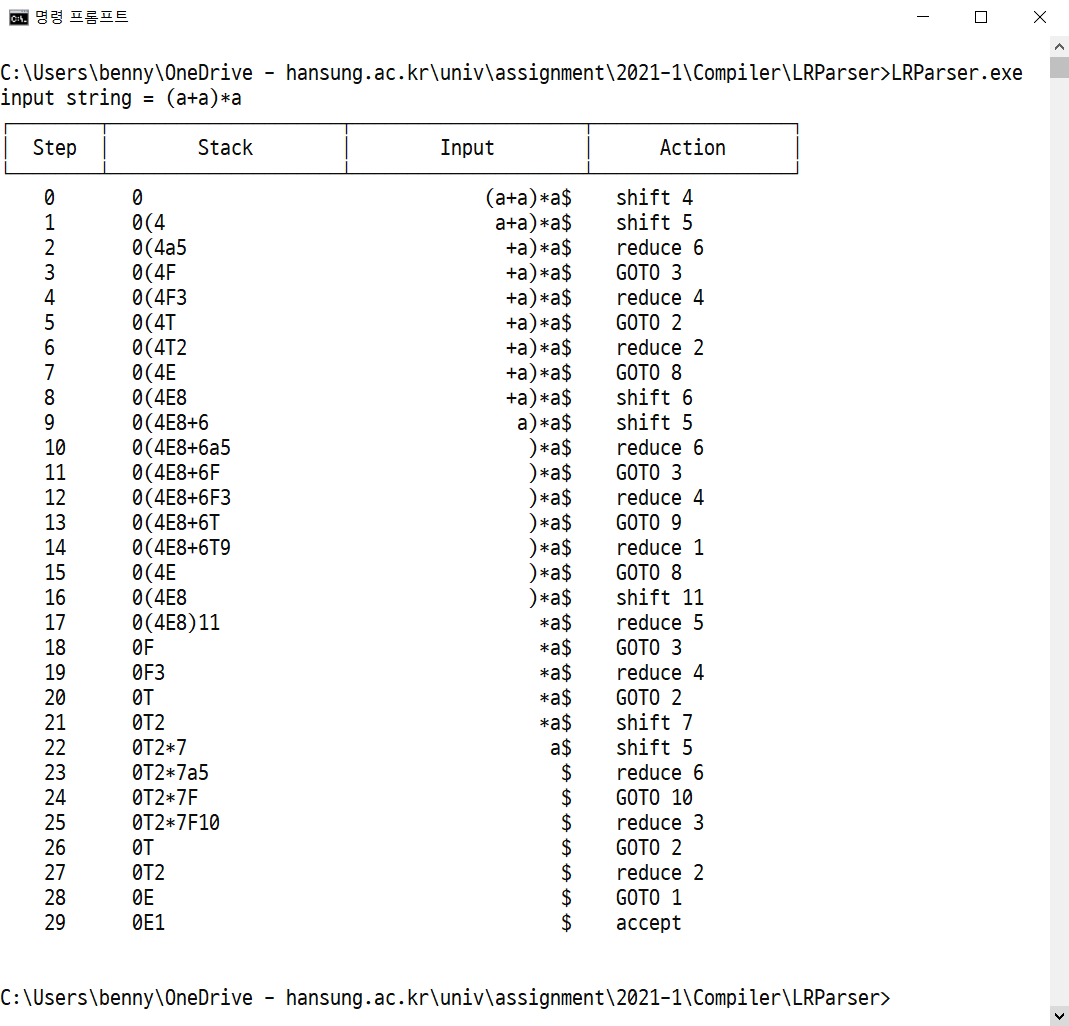 명령 프롬프트
C:\Users\benny\OneDrive - hansung.ac.kr\univ\assignment\2021-1\Compiler\LRParser>LRParser.exe
input string = (a+a)*a
Step Stack Input Action
0 0 (a+a)*a$ shift 4
1 0(4 a+a)*a$ shift 5
2 0(4a5 +a)*a$ reduce 6
3 0(4F +a)*a$ GOTO 3
4 0(4F3 +a)*a$ reduce 4
5 0(4T +a)*a$ GOTO 2
6 0(4T2 +a)*a$ reduce 2
7 0(4E +a)*a$ GOTO 8
8 0(4E8 +a)*a$ shift 6
9 0(4E8+6 a)*a$ shift 5
10 0(4E8+6a5 )*a$ reduce 6
11 0(4E8+6F )*a$ GOTO 3
12 0(4E8+6F3 )*a$ reduce 4
13 0(4E8+6T )*a$ GOTO 9
14 0(4E8+6T9 )*a$ reduce 1
15 0(4E )*a$ GOTO 8
16 0(4E8 )*a$ shift 11
17 0(4E8)11 *a$ reduce 5
18 0F *a$ GOTO 3
19 0F3 *a$ reduce 4
20 0T *a$ GOTO 2
21 0T2 *a$ shift 7
22 0T2*7 a$ shift 5
23 0T2*7a5 $ reduce 6
24 0T2*7F $ GOTO 10
25 0T2*7F10 $ reduce 3
26 0T $ GOTO 2
27 0T2 $ reduce 2
28 0E $ GOTO 1
29 0E1 $ accept
C:\Users\benny\OneDrive - hansung.ac.kr\univ\assignment\2021-1\Compiler\LRParser>